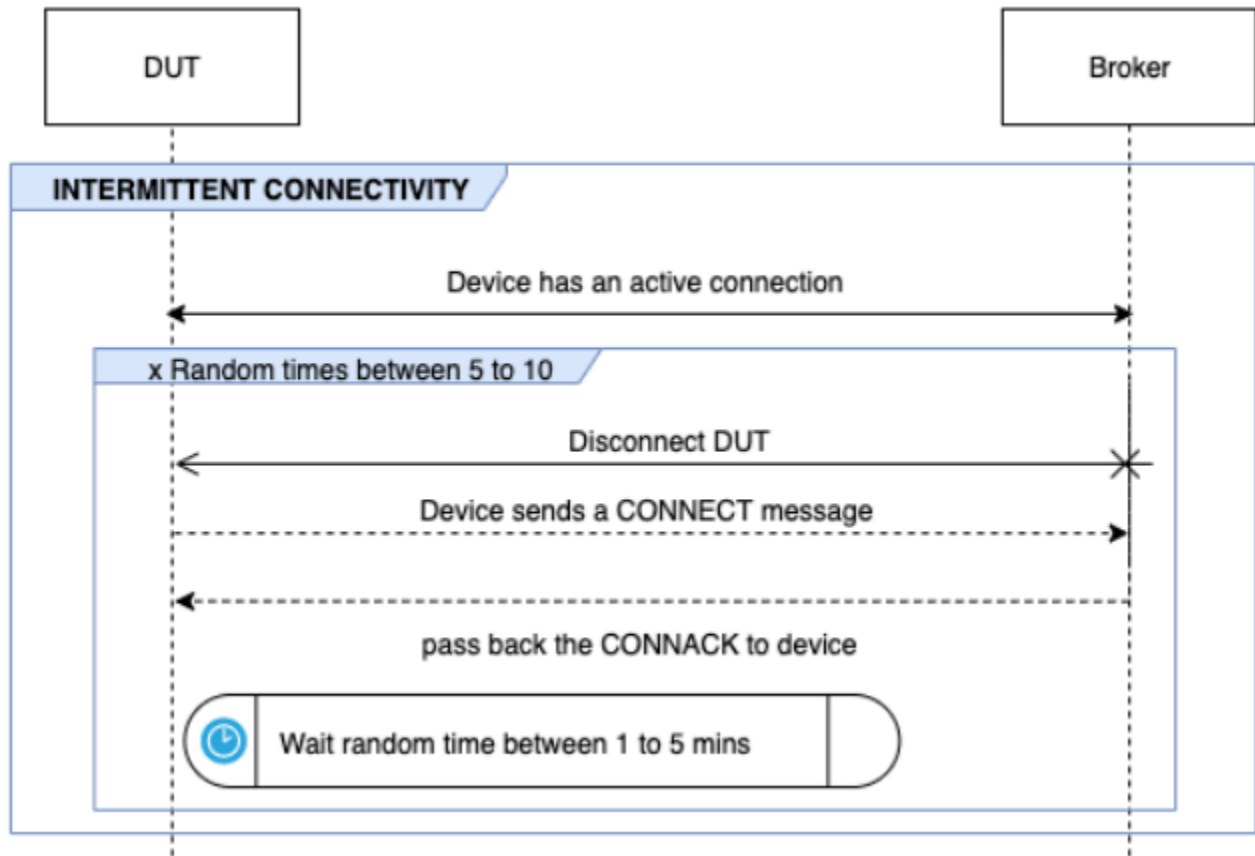 DUT
Broker
INTERMITTENT CONNECTIVITY
Device has an active connection
x Random times between 5 to 10
Disconnect DUT
Device sends a CONNECT message
pass back the CONNACK to device
Wait random time between 1 to 5 mins